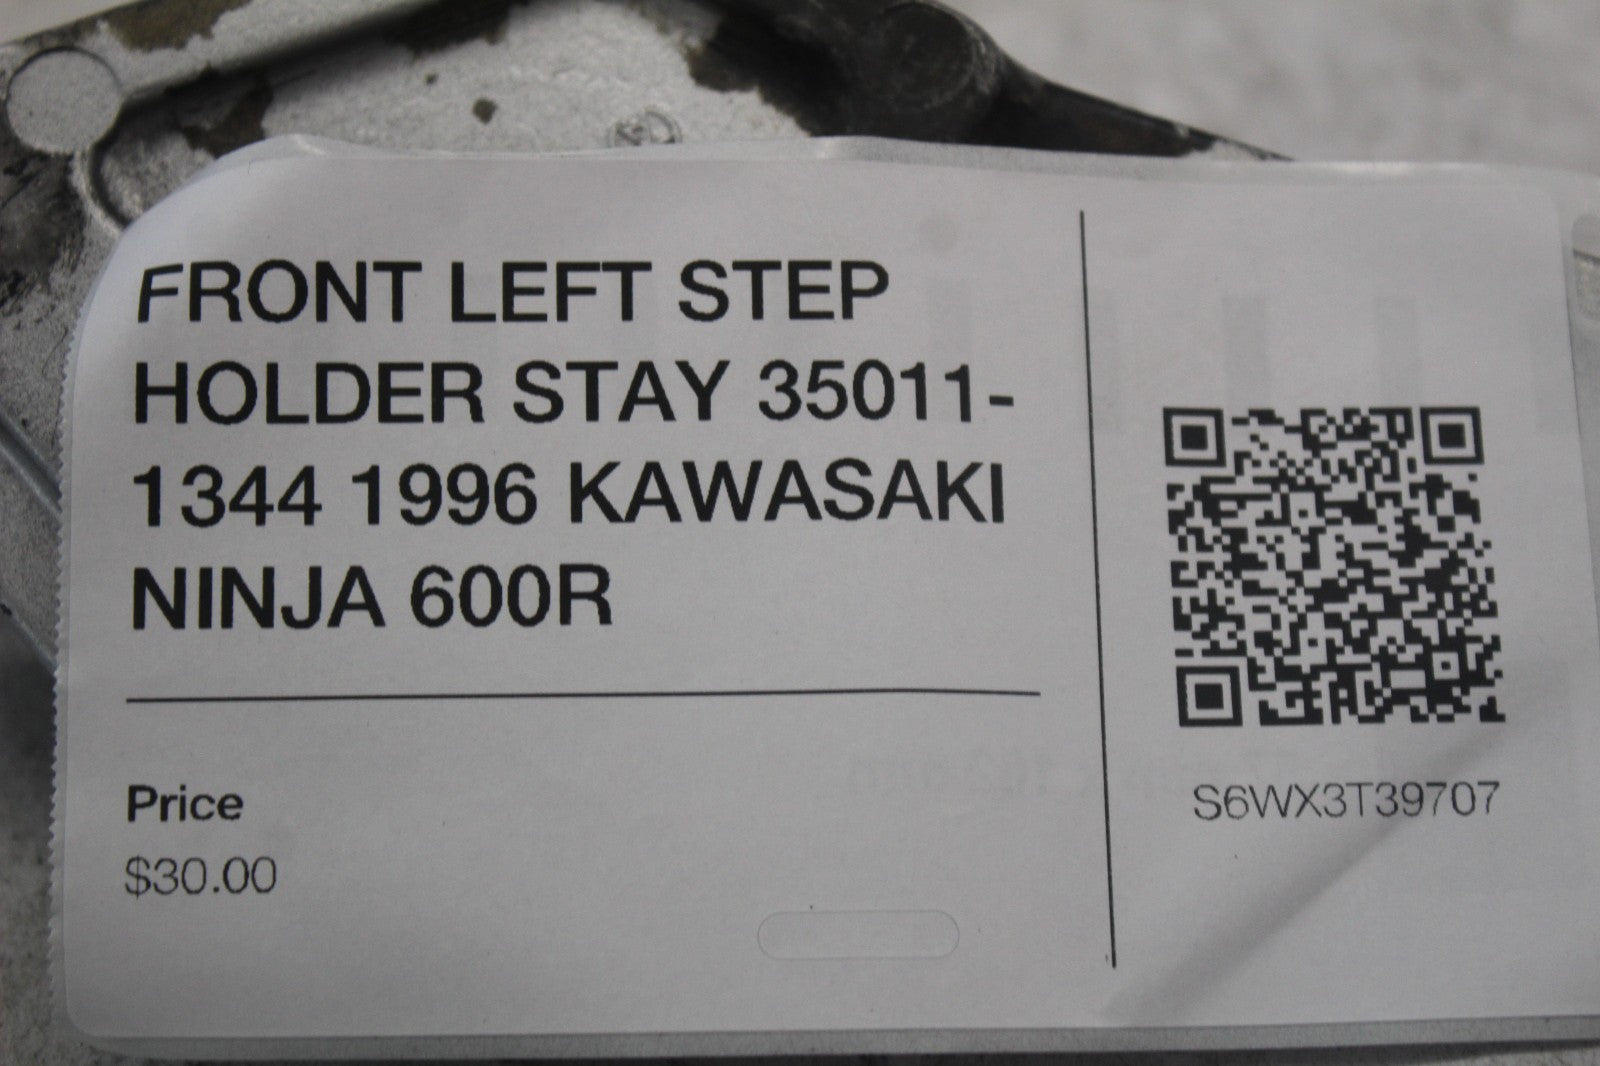 FRONT LEFT STEP
HOLDER STAY 35011-
1344 1996 KAWASAKI
NINJA 600R
Price
$30.00
S6WX3T39707